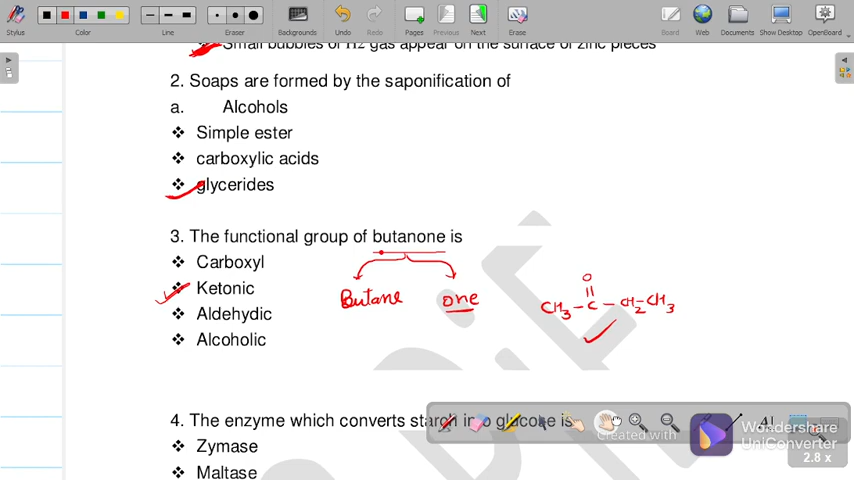 Stylus
Color
Line
Eraser
Backgrounds
Undo
Redo
Pages
Previous
Next
Erase
Board
Web
Documents
Show Desktop
OpenBoard
Small bubbles of H2 gas appear on the surface of zinc pieces
2. Soaps are formed by the saponification of
a. Alcohols
❖ Simple ester
❖ carboxylic acids
❖ glycerides
3. The functional group of butanone is
❖ Carboxyl
❖ Ketonic
❖ Aldehydic
❖ Alcoholic
Butane one
O
CH3-C-CH2-CH3
4. The enzyme which converts starch into glucose is
❖ Zymase
❖ Maltase
Created with
Wondershare
UniConverter
2.8 x